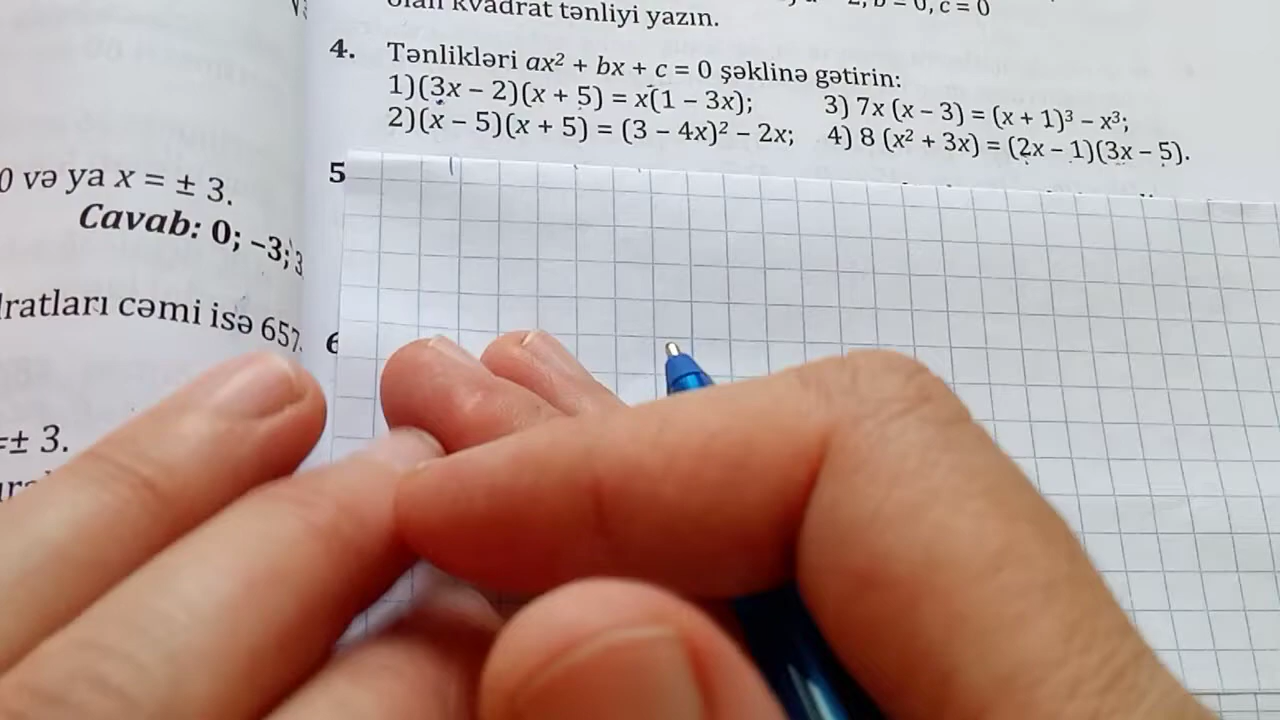 0 və ya x = ± 3.
Cavab: 0; –3; 3
dratları cəmi isə 657.
=± 3.
olan kvadrat tənliyi yazın.
b = 0, c = 0
4. Tənlikləri ax² + bx + c = 0 şəklinə gətirin:
1)(3x – 2)(x + 5) = x(1 – 3x); 3) 7x (x – 3) = (x + 1)³ – x³;
2)(x – 5)(x + 5) = (3 – 4x)² – 2x; 4) 8 (x² + 3x) = (2x – 1)(3x – 5).
5
6